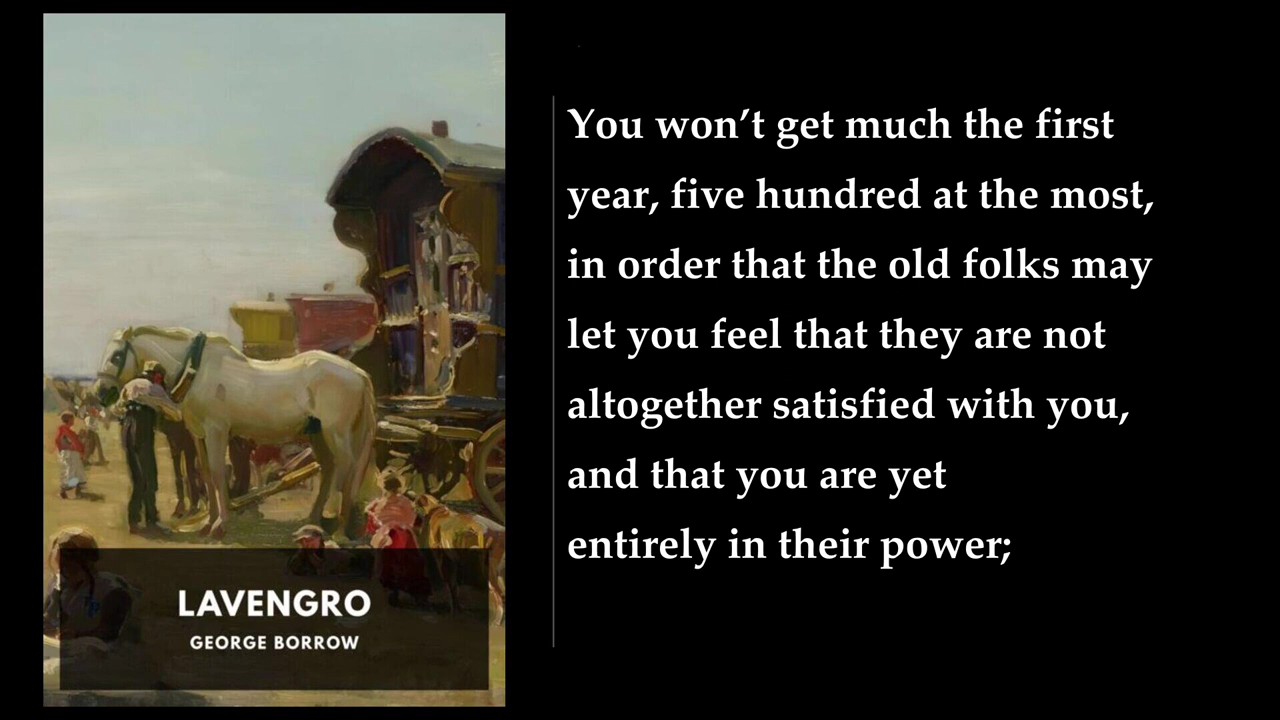 LAVENGRO
GEORGE BORROW
You won’t get much the first
year, five hundred at the most,
in order that the old folks may
let you feel that they are not
altogether satisfied with you,
and that you are yet
entirely in their power;